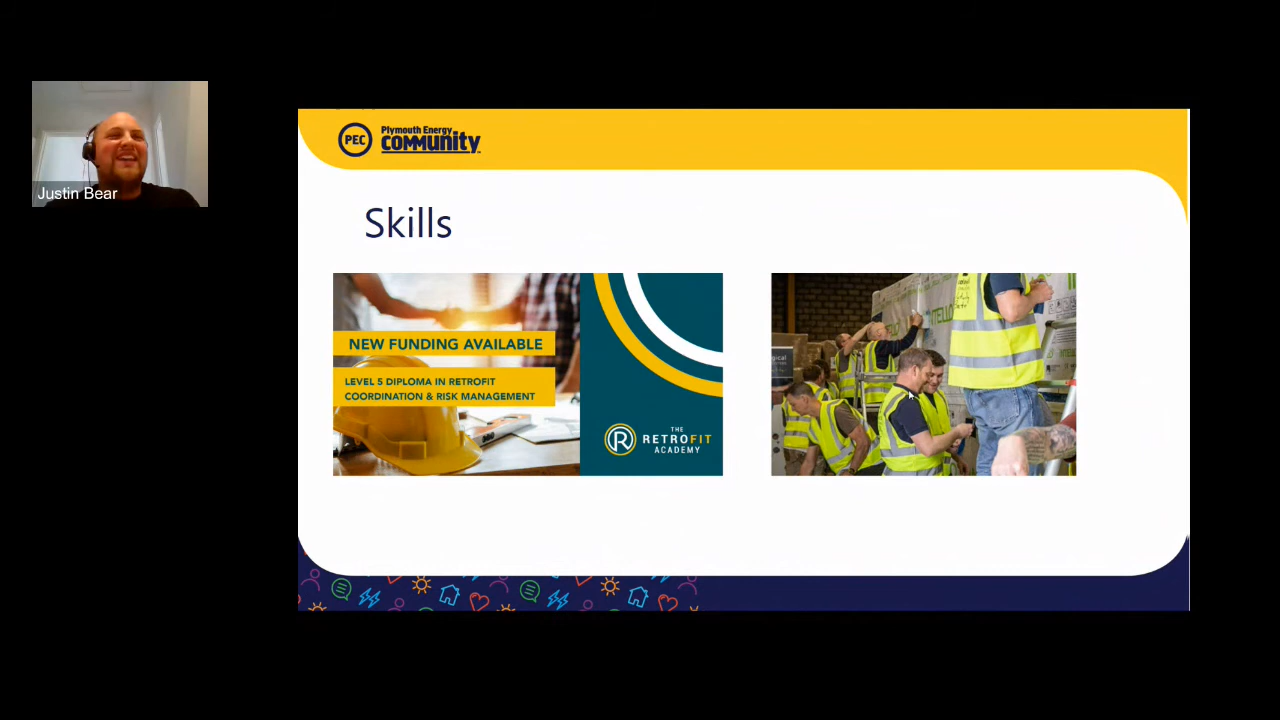 Justin Bear
PEC
Plymouth Energy
COMMUNITY
Skills
NEW FUNDING AVAILABLE
LEVEL 5 DIPLOMA IN RETROFIT
COORDINATION & RISK MANAGEMENT
R
THE
RETROFIT
ACADEMY
INTELLO